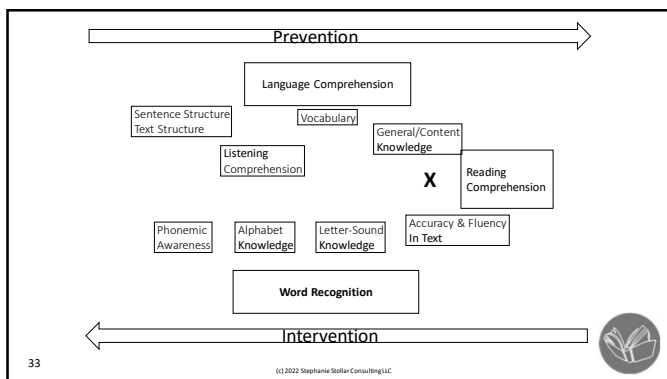 Prevention
Language Comprehension
Sentence Structure
Text Structure
Vocabulary
General/Content
Knowledge
Listening
Comprehension
X
Reading
Comprehension
Phonemic
Awareness
Alphabet
Knowledge
Letter-Sound
Knowledge
Accuracy & Fluency
In Text
Word Recognition
Intervention
33
(c) 2022 Stephanie Stollar Consulting LLC